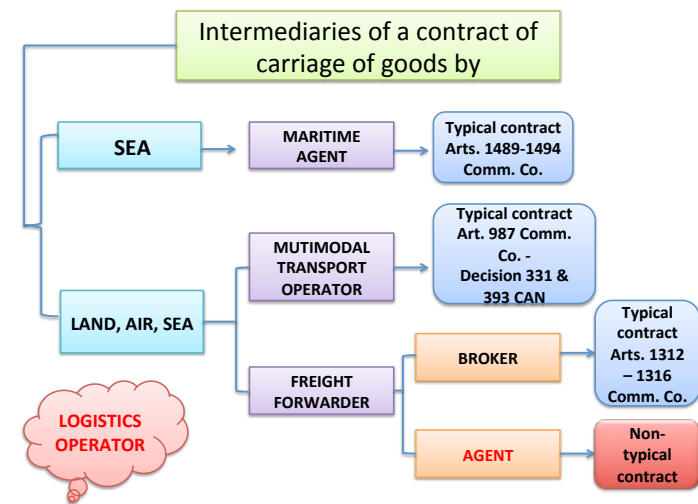 Intermediaries of a contract of
carriage of goods by
SEA
MARITIME
AGENT
Typical contract
Arts. 1489-1494
Comm. Co.
LAND, AIR, SEA
MUTIMODAL
TRANSPORT
OPERATOR
Typical contract
Art. 987 Comm.
Co. -
Decision 331 &
393 CAN
FREIGHT
FORWARDER
BROKER
Typical
contract
Arts. 1312
– 1316
Comm. Co.
AGENT
Non-
typical
contract
LOGISTICS
OPERATOR